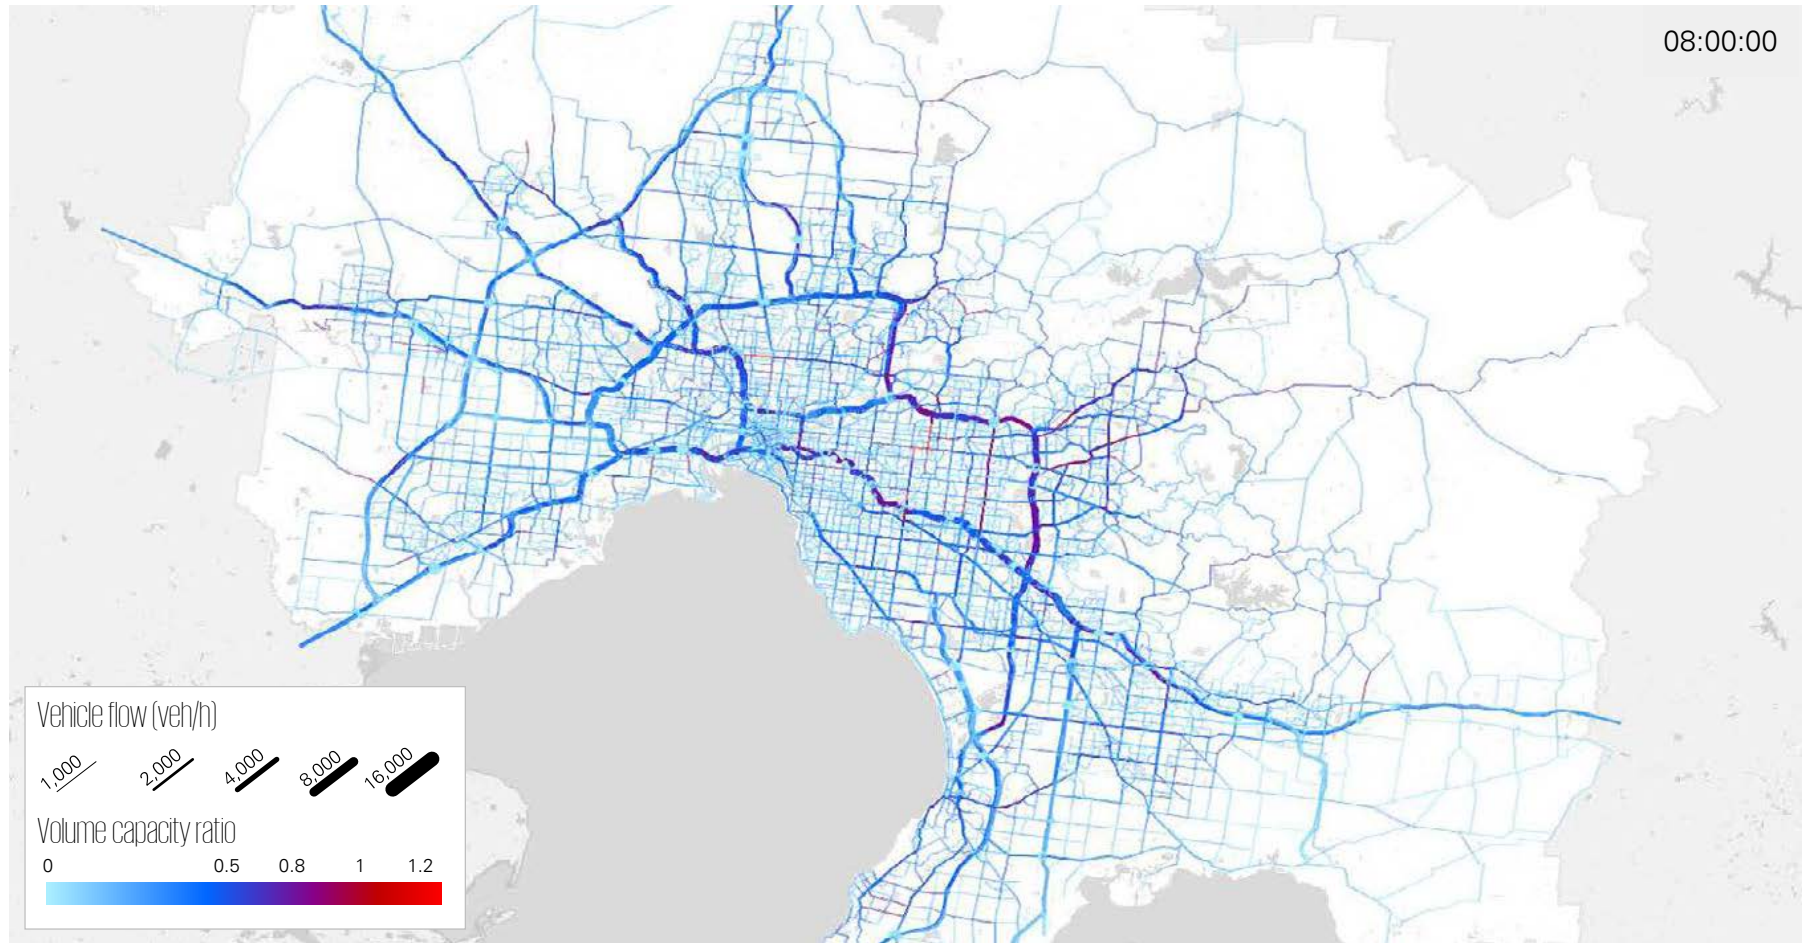 08:00:00
Vehicle flow (veh/h)
1,000 2,000 4,000 8,000 16,000
Volume capacity ratio
0 0.5 0.8 1 1.2